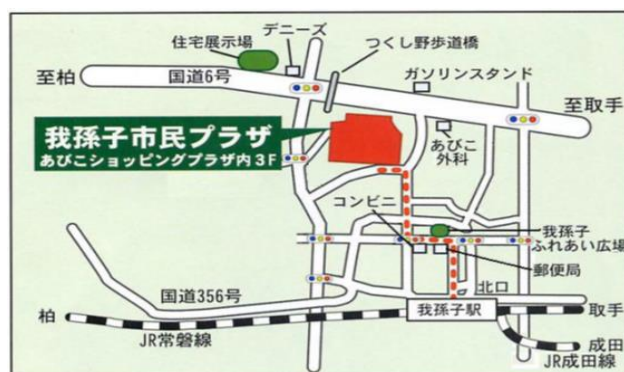 デニーズ
住宅展示場
つくし野歩道橋
至柏
国道6号
ガソリンスタンド
至取手
我孫子市民プラザ
あびこショッピングプラザ内3F
あびこ
外科
コンビニ
我孫子
ふれあい広場
郵便局
北口
国道356号
我孫子駅
柏
取手
JR常磐線
成田
JR成田線